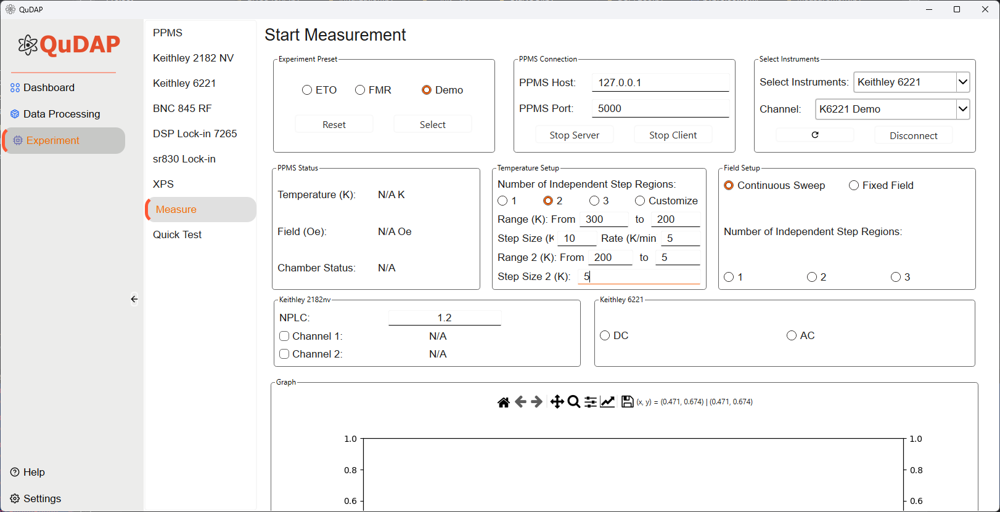 QuDAP
QuDAP
Dashboard
Data Processing
Experiment
Help
Settings
PPMS
Keithley 2182 NV
Keithley 6221
BNC 845 RF
DSP Lock-in 7265
sr830 Lock-in
XPS
Measure
Quick Test
Start Measurement
Experiment Preset
ETO FMR Demo
Reset Select
PPMS Connection
PPMS Host: 127.0.0.1
PPMS Port: 5000
Stop Server Stop Client
Select Instruments
Select Instruments: Keithley 6221
Channel: K6221 Demo
Disconnect
PPMS Status
Temperature (K): N/A K
Field (Oe): N/A Oe
Chamber Status: N/A
Temperature Setup
Number of Independent Step Regions:
1 2 3 Customize
Range (K): From 300 to 200
Step Size (K 10 Rate (K/min 5
Range 2 (K): From 200 to 5
Step Size 2 (K): 5
Field Setup
Continuous Sweep Fixed Field
Number of Independent Step Regions:
1 2 3
Keithley 2182nv
NPLC: 1.2
Channel 1: N/A
Channel 2: N/A
Keithley 6221
DC AC
Graph
(x, y) = (0.471, 0.674) | (0.471, 0.674)
1.0 1.0
0.8 0.8
0.6 0.6